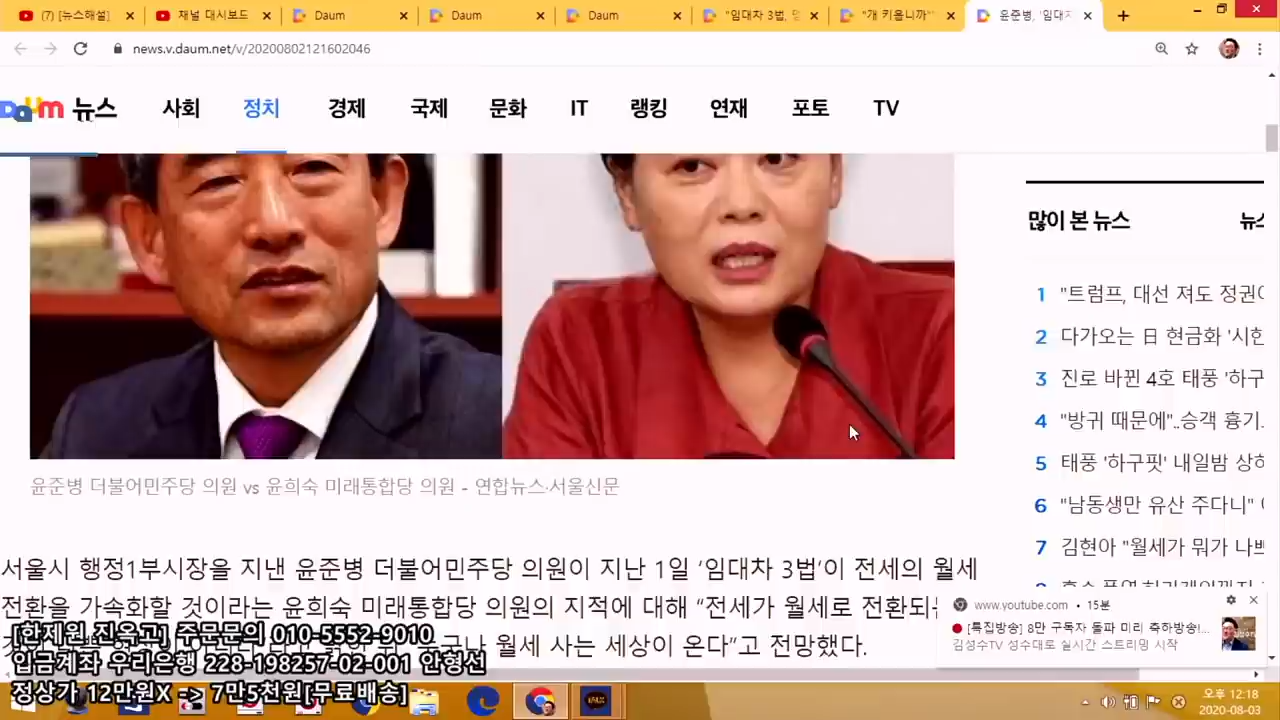 (7) [뉴스해설]
채널 대시보드
Daum
Daum
Daum
"임대차 3법,
"개 키웁니까"
윤준병, '임대차
news.v.daum.net/v/20200802121602046
Daum 뉴스 사회 정치 경제 국제 문화 IT 랭킹 연재 포토 TV
많이 본 뉴스
1 "트럼프, 대선 져도
2 다가오는 日 현금화
3 진로 바뀐 4호 태풍
4 "방귀 때문에"..승객 흉기
5 태풍 '하구핏' 내일밤
6 "남동생만 유산 주다니"
7 김현아 "월세가 뭐가
윤준병 더불어민주당 의원 vs 윤희숙 미래통합당 의원 - 연합뉴스·서울신문
서울시 행정1부시장을 지낸 윤준병 더불어민주당 의원이 지난 1일 '임대차 3법'이 전세의 월세
전환을 가속화할 것이라는 윤희숙 미래통합당 의원의 지적에 대해 "전세가 월세로
월세 사는 세상이 온다"고 전망했다.
www.youtube.com • 15분
[특집방송] 8만 구독자 돌파 미리 축하방송!...
김성수TV 성수대로 실시간 스트리밍 시작
[한재원 진옥고] 주문문의 010-5552-9010
입금계좌 우리은행 228-198257-02-001 안형선
정상가 12만원X => 7만5천원[무료배송]
오후 12:18
2020-08-03